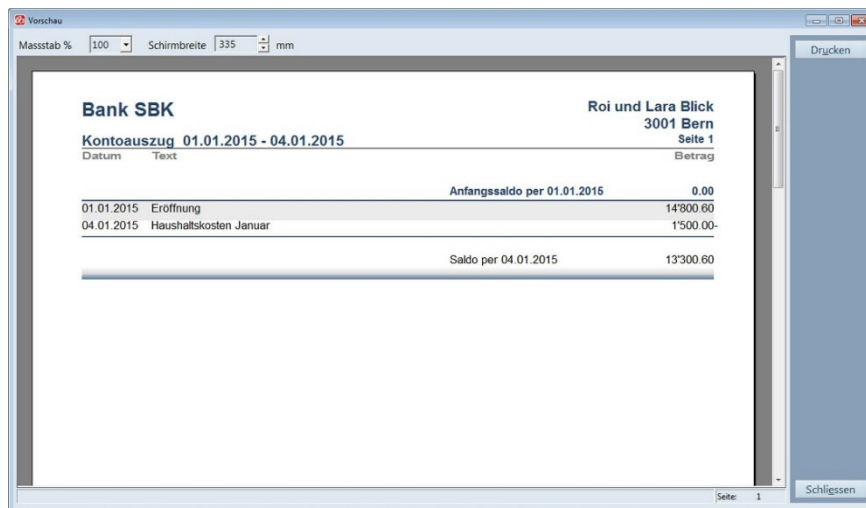 Vorschau
Massstab % 100 Schirmbreite 335 mm
Drucken
Bank SBK Roi und Lara Blick
3001 Bern
Kontoauszug 01.01.2015 - 04.01.2015 Seite 1
Datum Text Betrag
Anfangssaldo per 01.01.2015 0.00
01.01.2015 Eröffnung 14'800.60
04.01.2015 Haushaltskosten Januar 1'500.00-
Saldo per 04.01.2015 13'300.60
Schliessen
Seite: 1